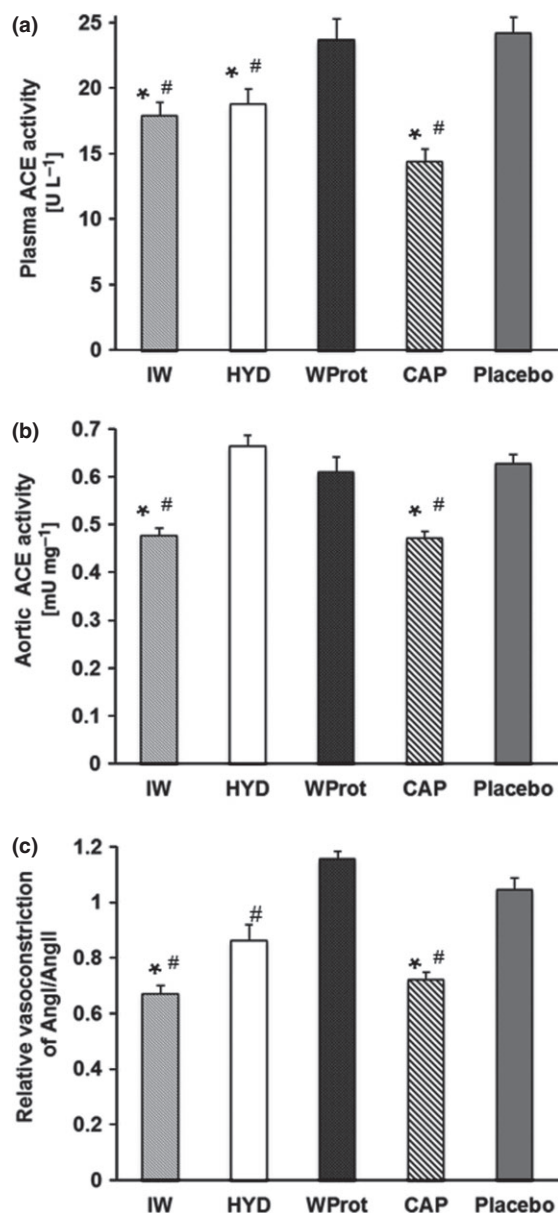 (a)
Plasma ACE activity
[U L⁻¹]
25
20
15
10
5
0
* #
* #
* #
IW HYD WProt CAP Placebo
(b)
Aortic ACE activity
[mU mg⁻¹]
0.7
0.6
0.5
0.4
0.3
0.2
0.1
0
* #
* #
IW HYD WProt CAP Placebo
(c)
Relative vasoconstriction
of AngI/AngII
1.2
1
0.8
0.6
0.4
0.2
0
* #
#
* #
IW HYD WProt CAP Placebo